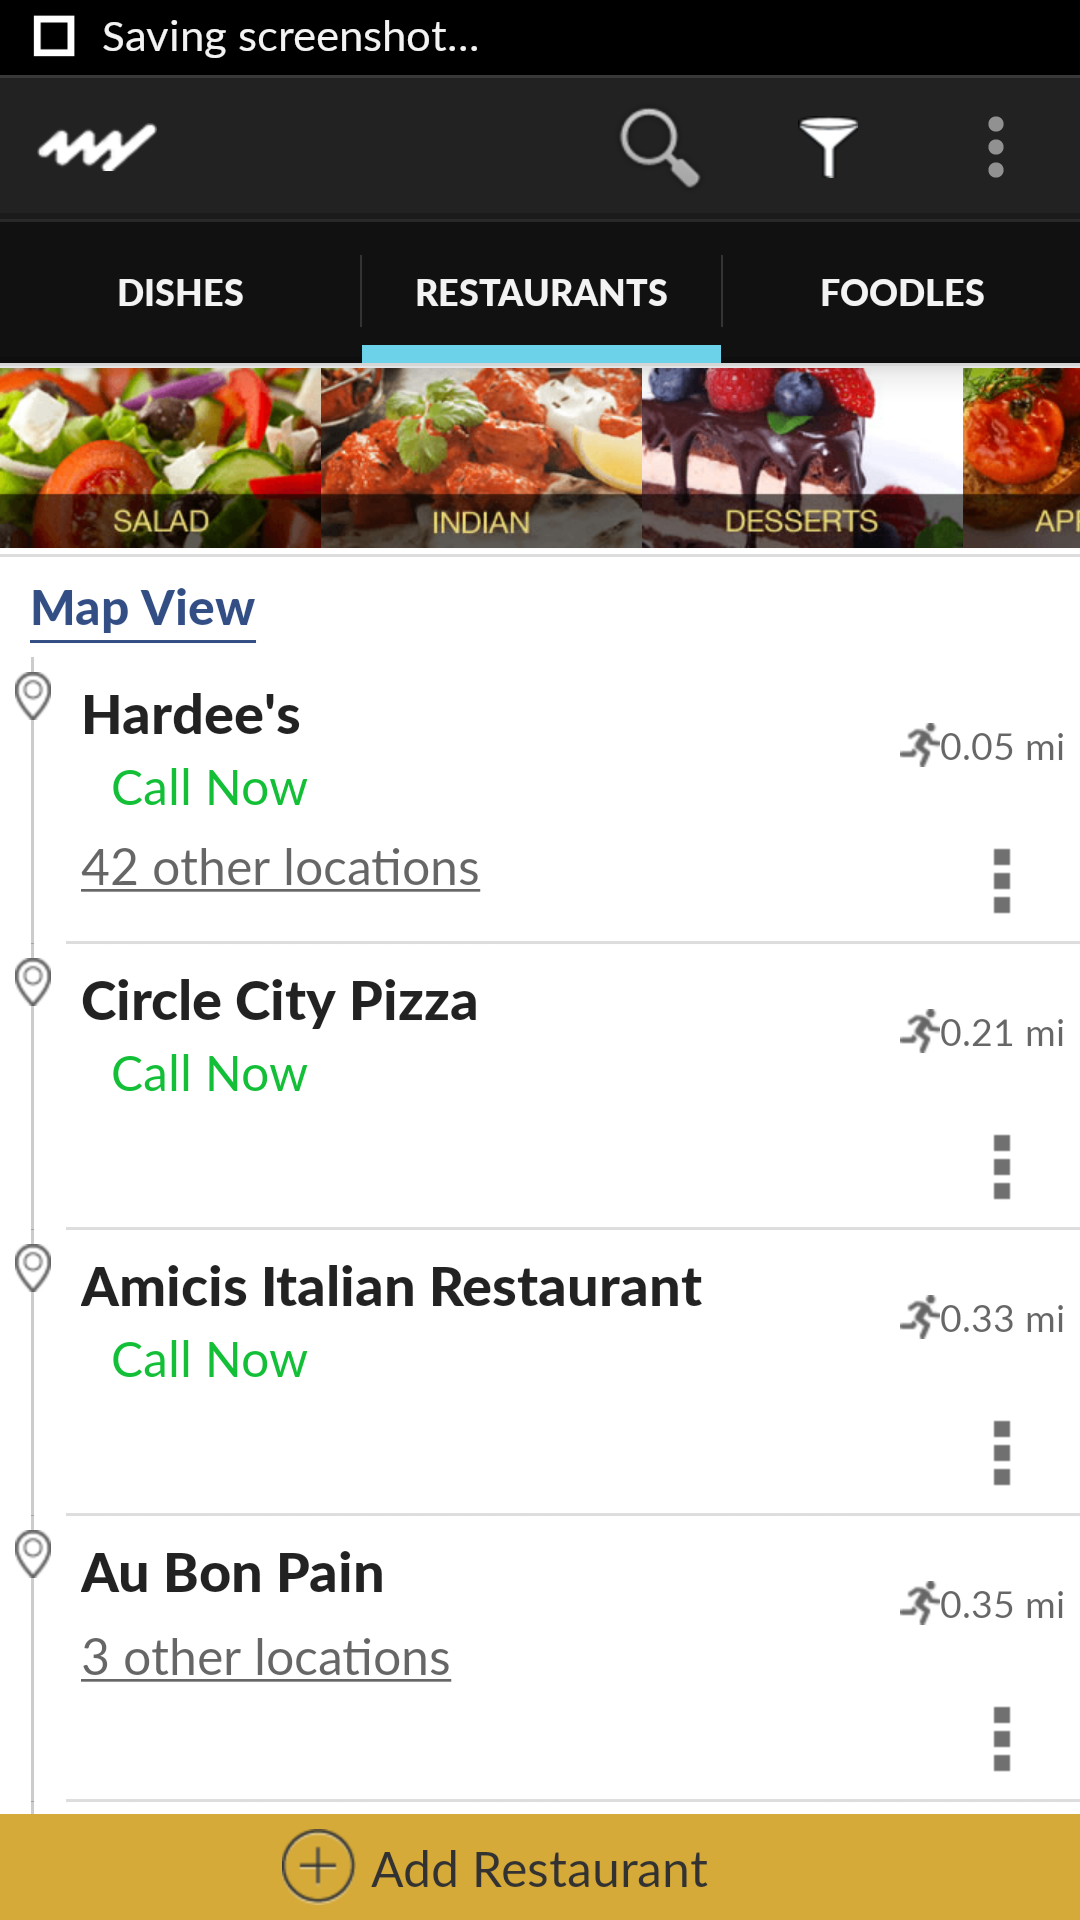 Saving screenshot...
DISHES RESTAURANTS FOODLES
SALAD INDIAN DESSERTS
Map View
Hardee's
0.05 mi
Call Now
42 other locations
Circle City Pizza
0.21 mi
Call Now
Amicis Italian Restaurant
0.33 mi
Call Now
Au Bon Pain
0.35 mi
3 other locations
Add Restaurant